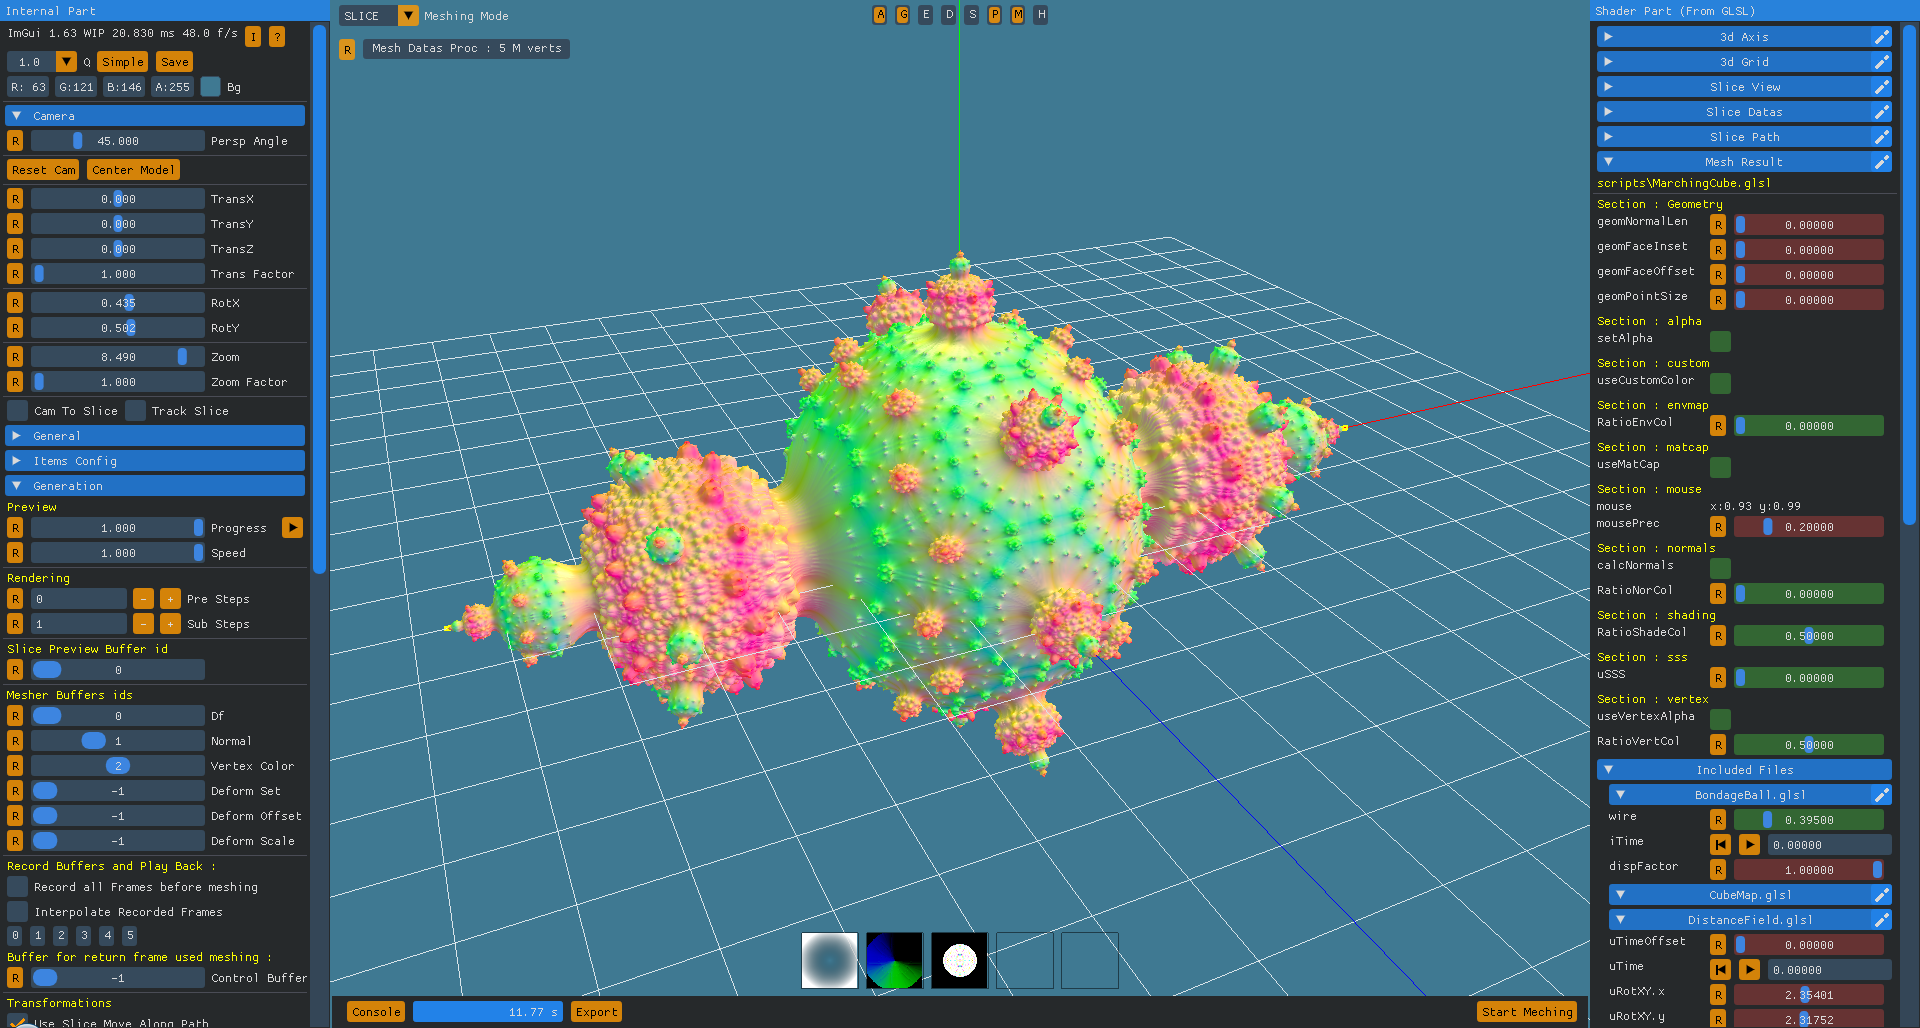 Internal Part
ImGui 1.63 WIP 20.830 ms 48.0 f/s I ?
1.0 Q Simple Save
R: 63 G:121 B:146 A:255 Bg
Camera
R 45.000 Persp Angle
Reset Cam Center Model
R 0.000 TransX
R 0.000 TransY
R 0.000 TransZ
R 1.000 Trans Factor
R 0.435 RotX
R 0.502 RotY
R 8.490 Zoom
R 1.000 Zoom Factor
Cam To Slice Track Slice
General
Items Config
Generation
Preview
R 1.000 Progress
R 1.000 Speed
Rendering
R 0 - + Pre Steps
R 1 - + Sub Steps
Slice Preview Buffer id
R 0
Mesher Buffers ids
R 0 Df
R 1 Normal
R 2 Vertex Color
R -1 Deform Set
R -1 Deform Offset
R -1 Deform Scale
Record Buffers and Play Back :
Record all Frames before meshing
Interpolate Recorded Frames
0 1 2 3 4 5
Buffer for return frame used meshing :
R -1 Control Buffer
Transformations
Use Slice Move Along Path
SLICE Meshing Mode
A G E D S P M H
R Mesh Datas Proc : 5 M verts
Console 11.77 s Export
Start Meching
Shader Part (From GLSL)
3d Axis
3d Grid
Slice View
Slice Datas
Slice Path
Mesh Result
scripts\MarchingCube.glsl
Section : Geometry
geomNormalLen R 0.00000
geomFaceInset R 0.00000
geomFaceOffset R 0.00000
geomPointSize R 0.00000
Section : alpha
setAlpha
Section : custom
useCustomColor
Section : envmap
RatioEnvCol R 0.00000
Section : matcap
useMatCap
Section : mouse
mouse x:0.93 y:0.99
mousePrec R 0.20000
Section : normals
calcNormals
RatioNorCol R 0.00000
Section : shading
RatioShadeCol R 0.50000
Section : sss
uSSS R 0.00000
Section : vertex
useVertexAlpha
RatioVertCol R 0.50000
Included Files
BondageBall.glsl
wire R 0.39500
iTime 0.00000
dispFactor R 1.00000
CubeMap.glsl
DistanceField.glsl
uTimeOffset R 0.00000
uTime 0.00000
uRotXY.x R 2.35401
uRotXY.y R 2.31752